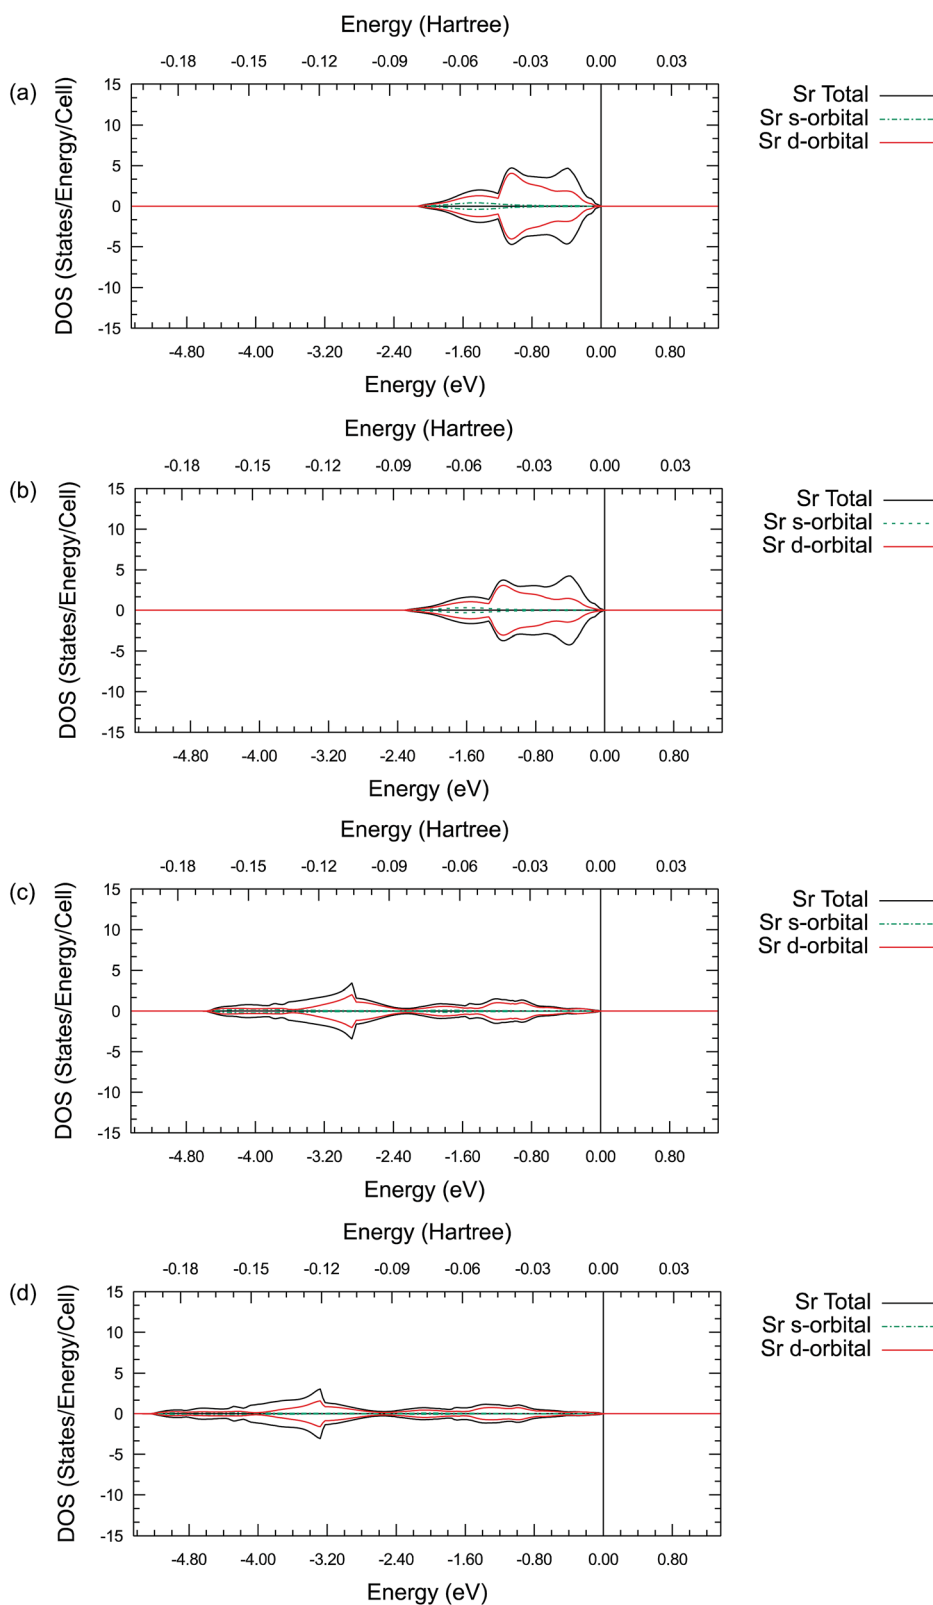 Energy (Hartree)
-0.18 -0.15 -0.12 -0.09 -0.06 -0.03 0.00 0.03
(a)
15
10
5
0
-5
-10
-15
DOS (States/Energy/Cell)
Sr Total
Sr s-orbital
Sr d-orbital
-4.80 -4.00 -3.20 -2.40 -1.60 -0.80 0.00 0.80
Energy (eV)
Energy (Hartree)
-0.18 -0.15 -0.12 -0.09 -0.06 -0.03 0.00 0.03
(b)
15
10
5
0
-5
-10
-15
DOS (States/Energy/Cell)
Sr Total
Sr s-orbital
Sr d-orbital
-4.80 -4.00 -3.20 -2.40 -1.60 -0.80 0.00 0.80
Energy (eV)
Energy (Hartree)
-0.18 -0.15 -0.12 -0.09 -0.06 -0.03 0.00 0.03
(c)
15
10
5
0
-5
-10
-15
DOS (States/Energy/Cell)
Sr Total
Sr s-orbital
Sr d-orbital
-4.80 -4.00 -3.20 -2.40 -1.60 -0.80 0.00 0.80
Energy (eV)
Energy (Hartree)
-0.18 -0.15 -0.12 -0.09 -0.06 -0.03 0.00 0.03
(d)
15
10
5
0
-5
-10
-15
DOS (States/Energy/Cell)
Sr Total
Sr s-orbital
Sr d-orbital
-4.80 -4.00 -3.20 -2.40 -1.60 -0.80 0.00 0.80
Energy (eV)